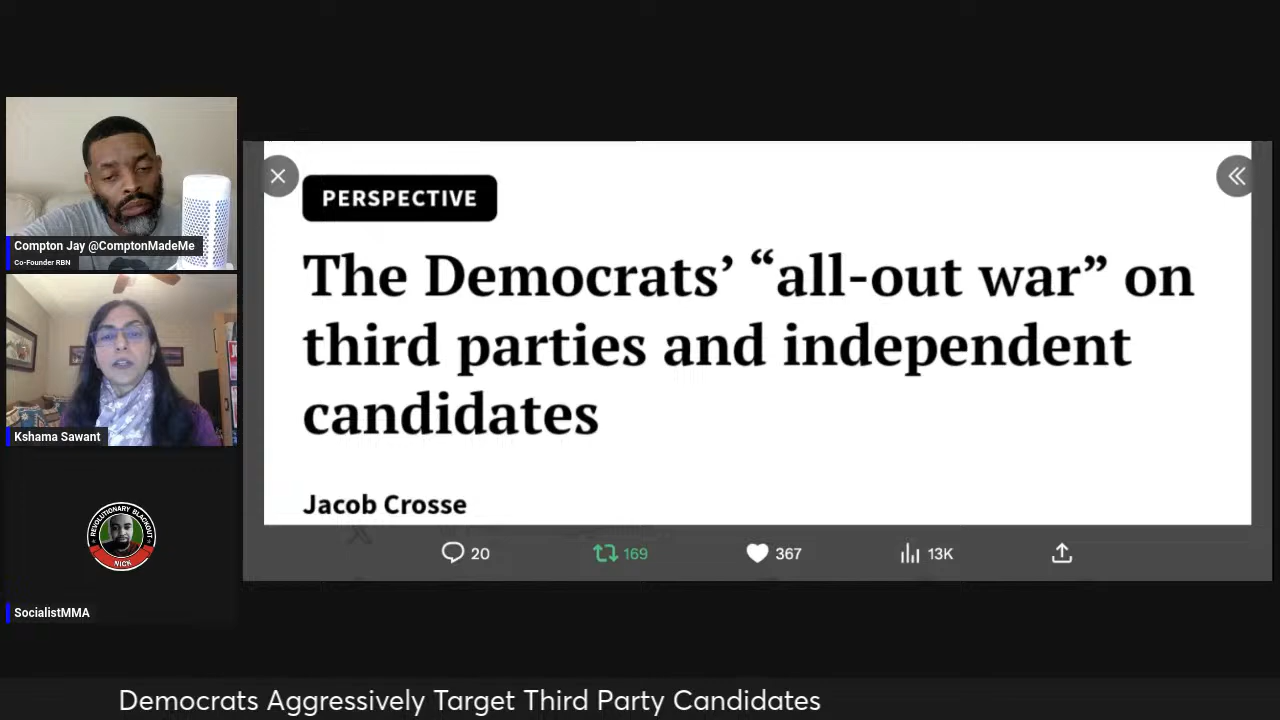 Compton Jay @ComptonMadeMe
Co-Founder RBN
Kshama Sawant
REVOLUTIONARY BLACKOUT
NICK
SocialistMMA
PERSPECTIVE
The Democrats’ “all-out war” on
third parties and independent
candidates
Jacob Crosse
20 169 367 13K
Democrats Aggressively Target Third Party Candidates